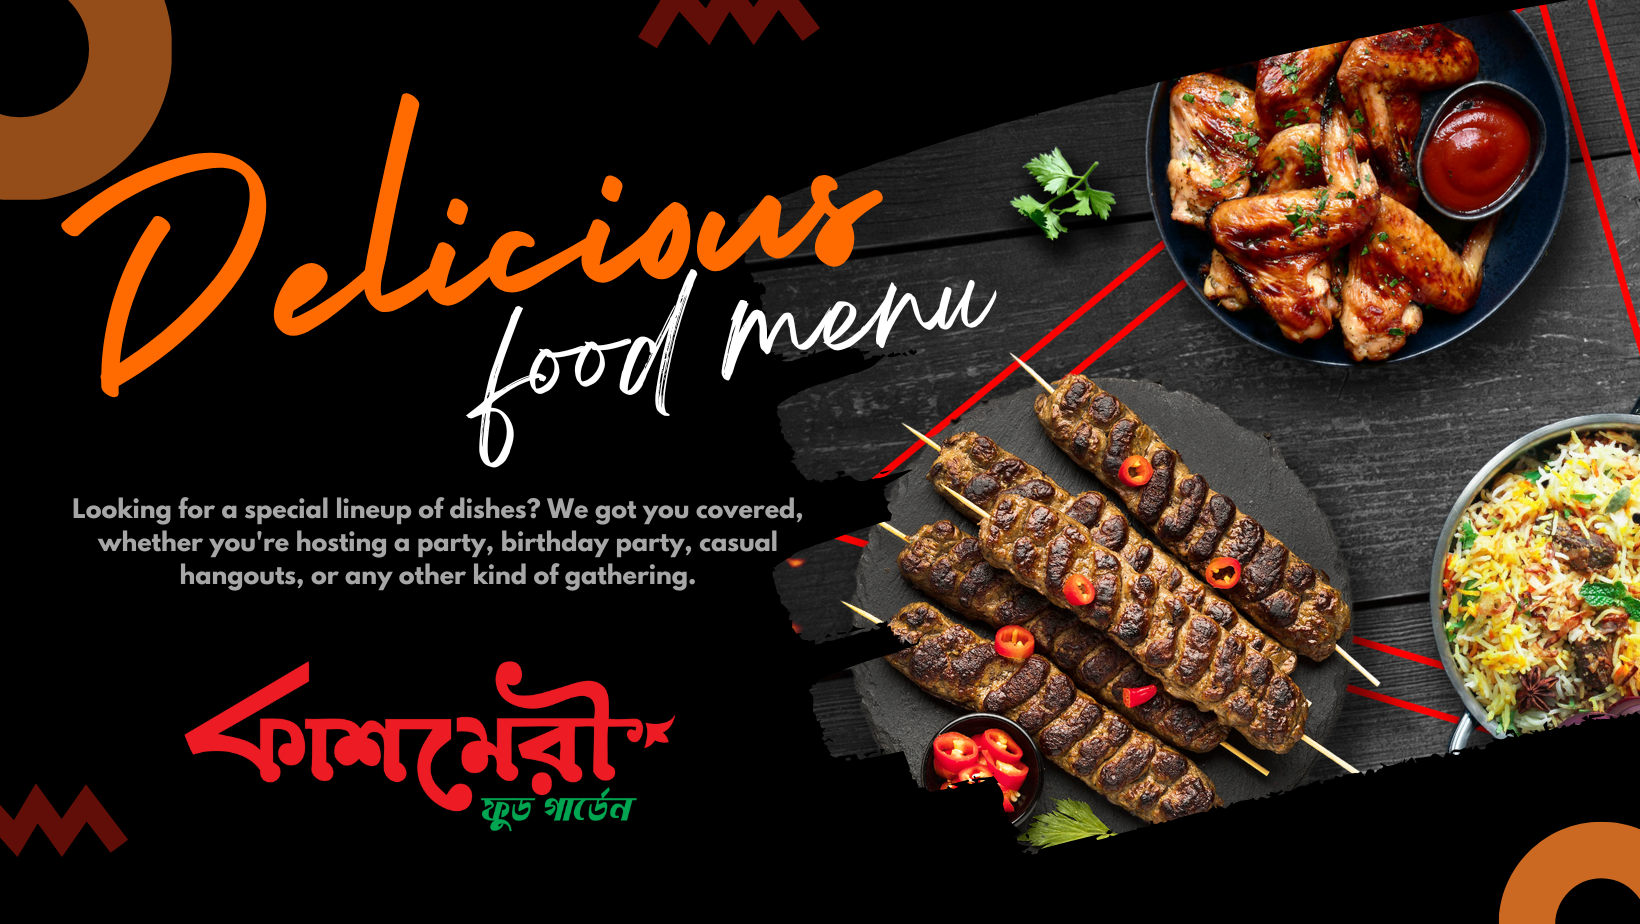 Delicious
food menu
Looking for a special lineup of dishes? We got you covered,
whether you're hosting a party, birthday party, casual
hangouts, or any other kind of gathering.
কাশমেরী
ফুড গার্ডেন